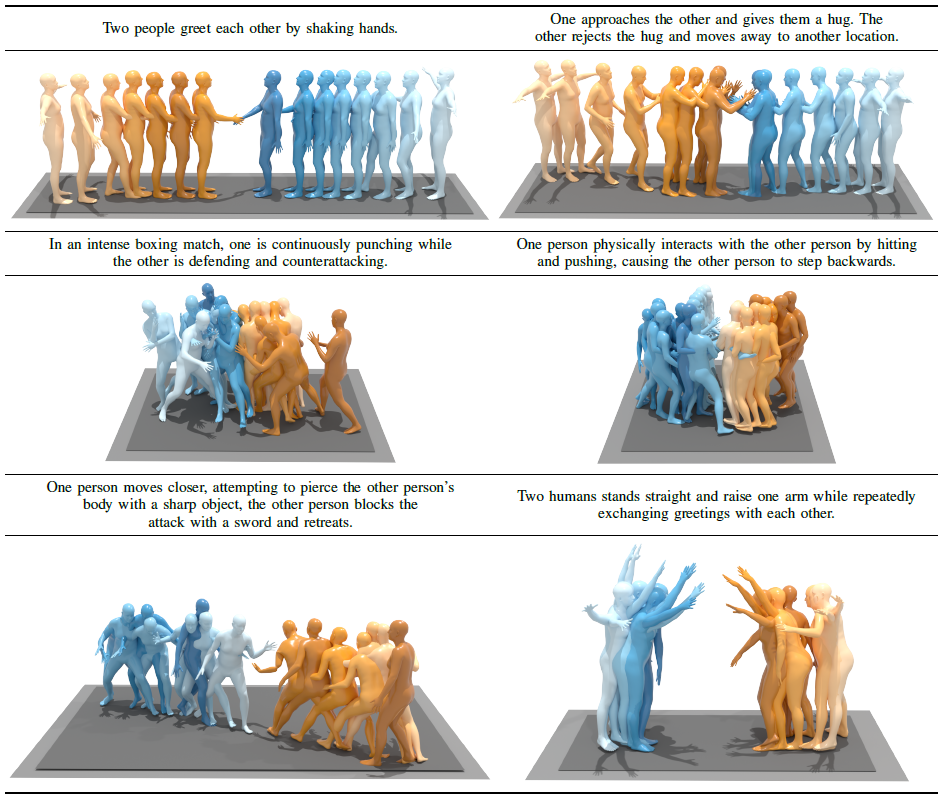 Two people greet each other by shaking hands.
One approaches the other and gives them a hug. The
other rejects the hug and moves away to another location.
In an intense boxing match, one is continuously punching while
the other is defending and counterattacking.
One person physically interacts with the other person by hitting
and pushing, causing the other person to step backwards.
One person moves closer, attempting to pierce the other person's
body with a sharp object, the other person blocks the
attack with a sword and retreats.
Two humans stands straight and raise one arm while repeatedly
exchanging greetings with each other.